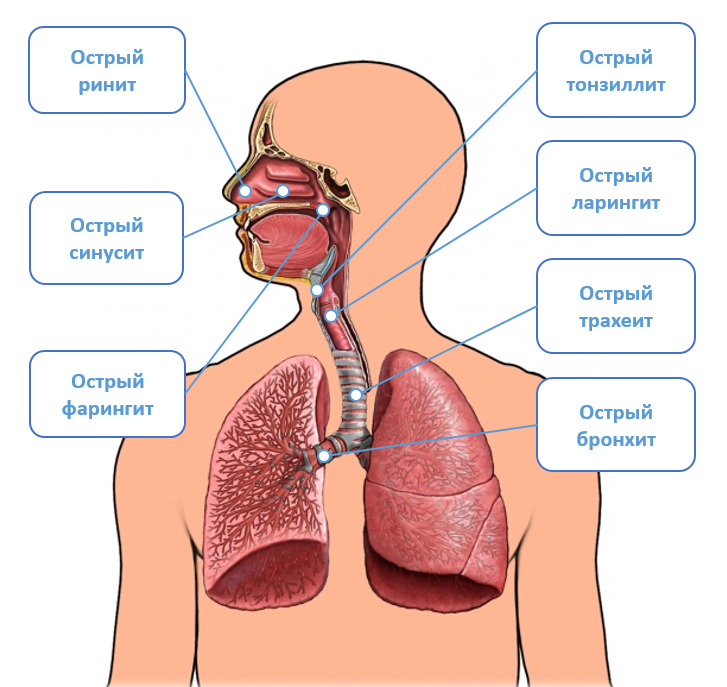 Острый
ринит
Острый
синусит
Острый
фарингит
Острый
тонзиллит
Острый
ларингит
Острый
трахеит
Острый
бронхит